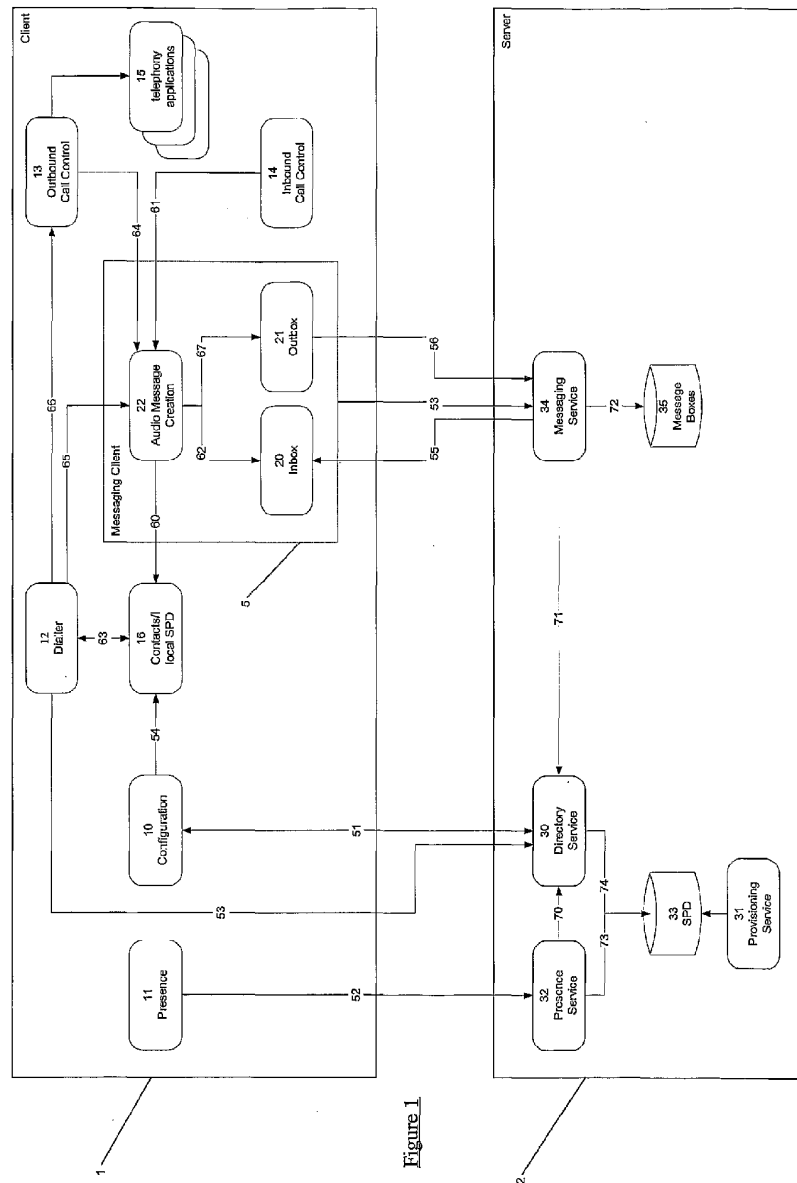 Client
13
Outbound
Call Control
15
telephony
applications
14
Inbound
Call Control
66
64
61
65
12
Dialler
63
16
Contacts/l
local SPD
60
Messaging Client
22
Audio Message
Creation
62
67
20
Inbox
21
Outbox
5
54
10
Configuration
11
Presence
53
51
52
55
53
56
1
Figure 1
2
Server
34
Messaging
Service
72
35
Message
Boxes
71
30
Directory
Service
70
74
73
32
Presence
Service
33
SPD
31
Provisioning
Service